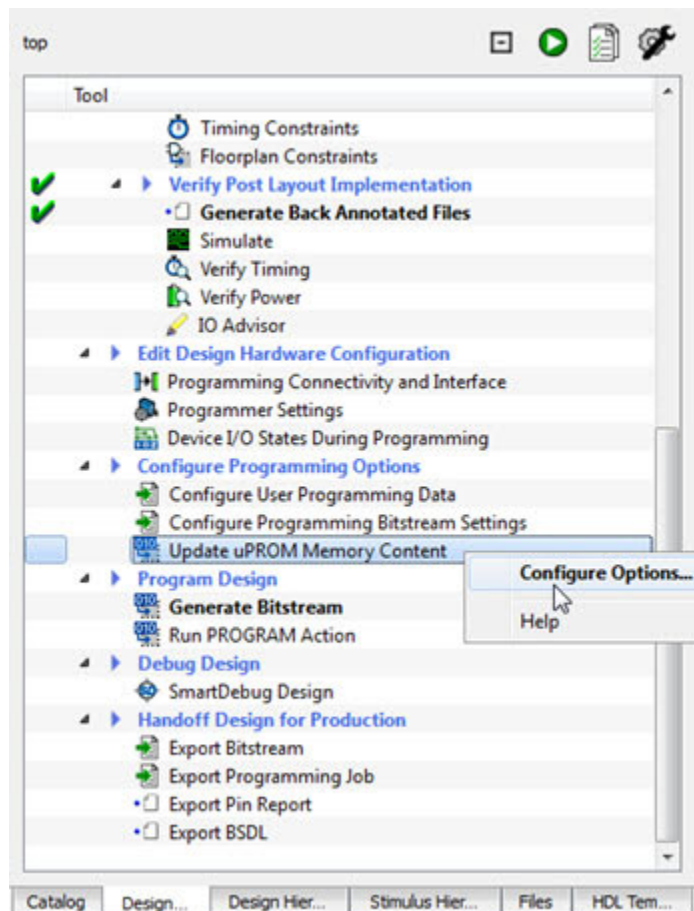 top
Tool
Timing Constraints
Floorplan Constraints
Verify Post Layout Implementation
Generate Back Annotated Files
Simulate
Verify Timing
Verify Power
IO Advisor
Edit Design Hardware Configuration
Programming Connectivity and Interface
Programmer Settings
Device I/O States During Programming
Configure Programming Options
Configure User Programming Data
Configure Programming Bitstream Settings
Update uPROM Memory Content
Configure Options...
Program Design
Help
Generate Bitstream
Run PROGRAM Action
Debug Design
SmartDebug Design
Handoff Design for Production
Export Bitstream
Export Programming Job
Export Pin Report
Export BSDL
Catalog Design... Design Hier... Stimulus Hier... Files HDL Tem...